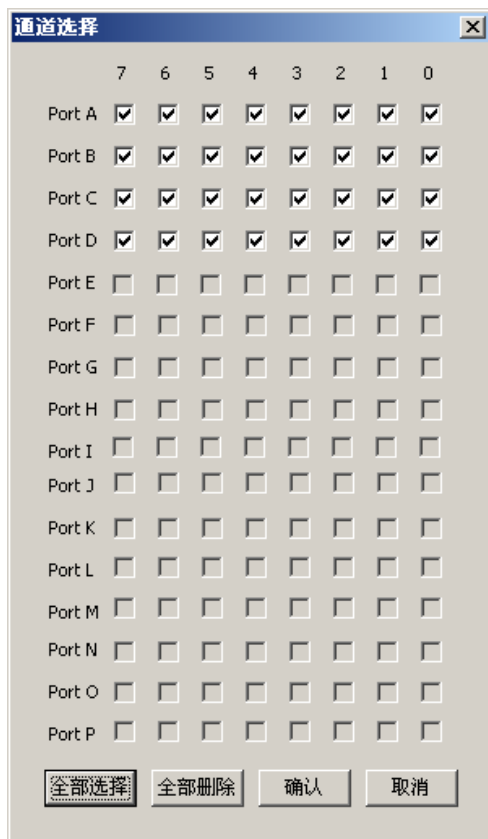 通道选择
7 6 5 4 3 2 1 0
Port A
Port B
Port C
Port D
Port E
Port F
Port G
Port H
Port I
Port J
Port K
Port L
Port M
Port N
Port O
Port P
全部选择 全部删除 确认 取消